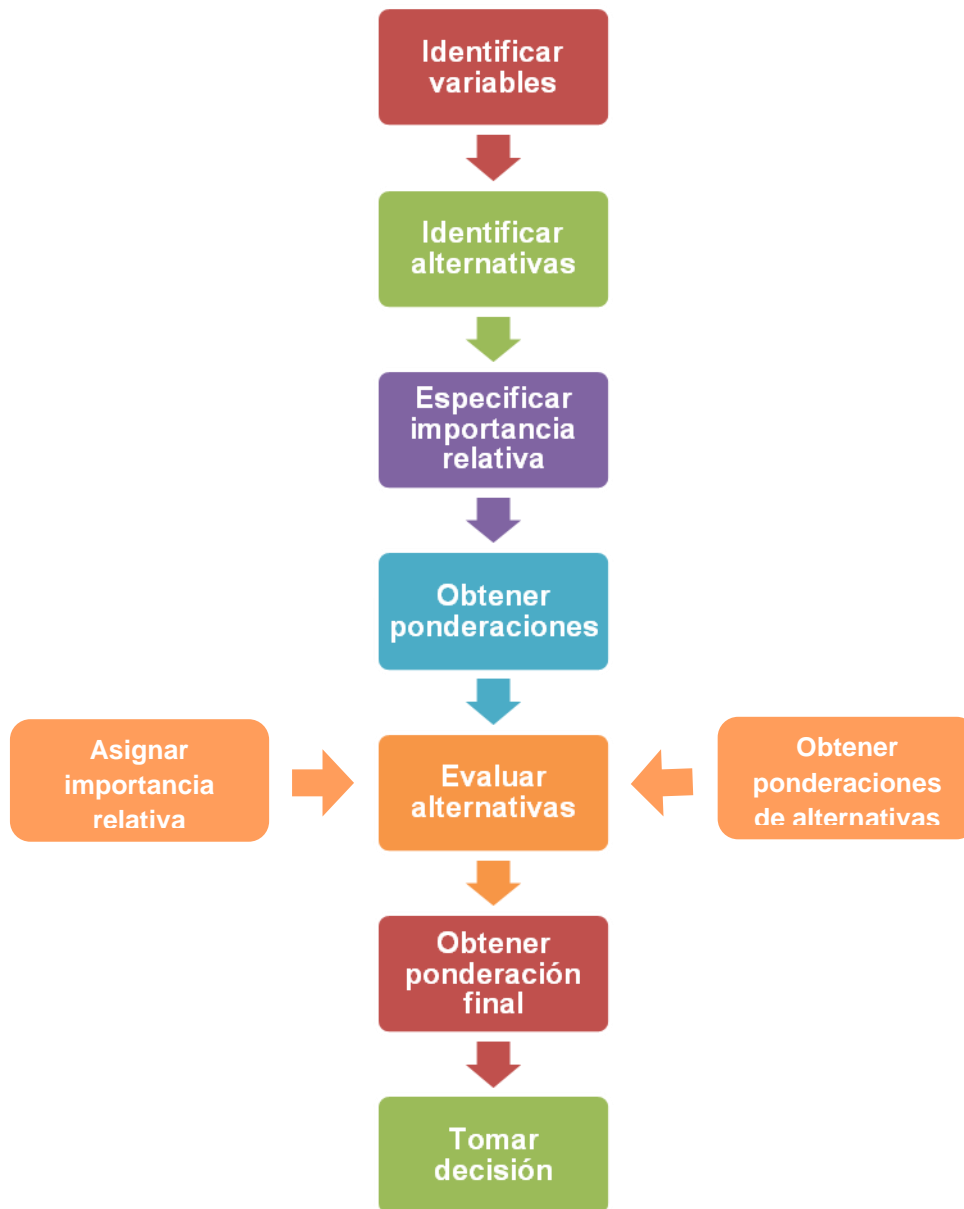 Identificar
variables
Identificar
alternativas
Especificar
importancia
relativa
Obtener
ponderaciones
Asignar
importancia
relativa
Evaluar
alternativas
Obtener
ponderaciones
de alternativas
Obtener
ponderación
final
Tomar
decisión